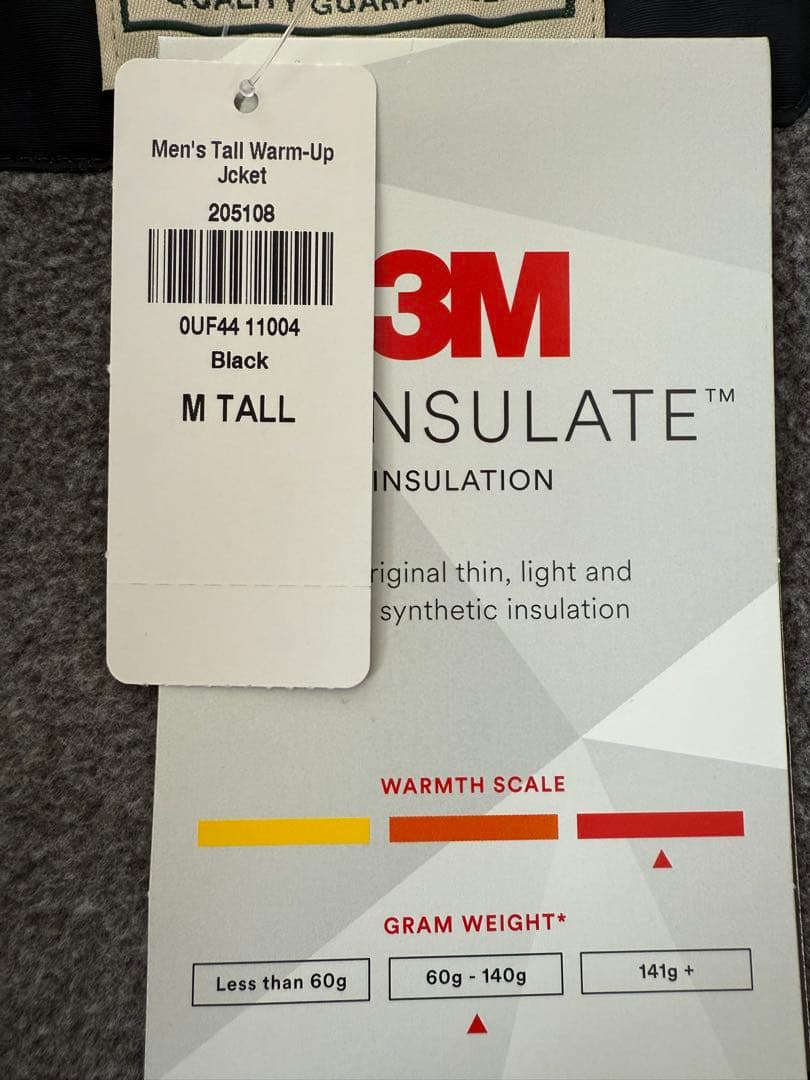 QUALITY
Men's Tall Warm-Up
Jcket
205108
0UF44 11004
Black
M TALL
3M
NSULATE™
INSULATION
riginal thin, light and
synthetic insulation
WARMTH SCALE
GRAM WEIGHT*
Less than 60g
60g - 140g
141g +